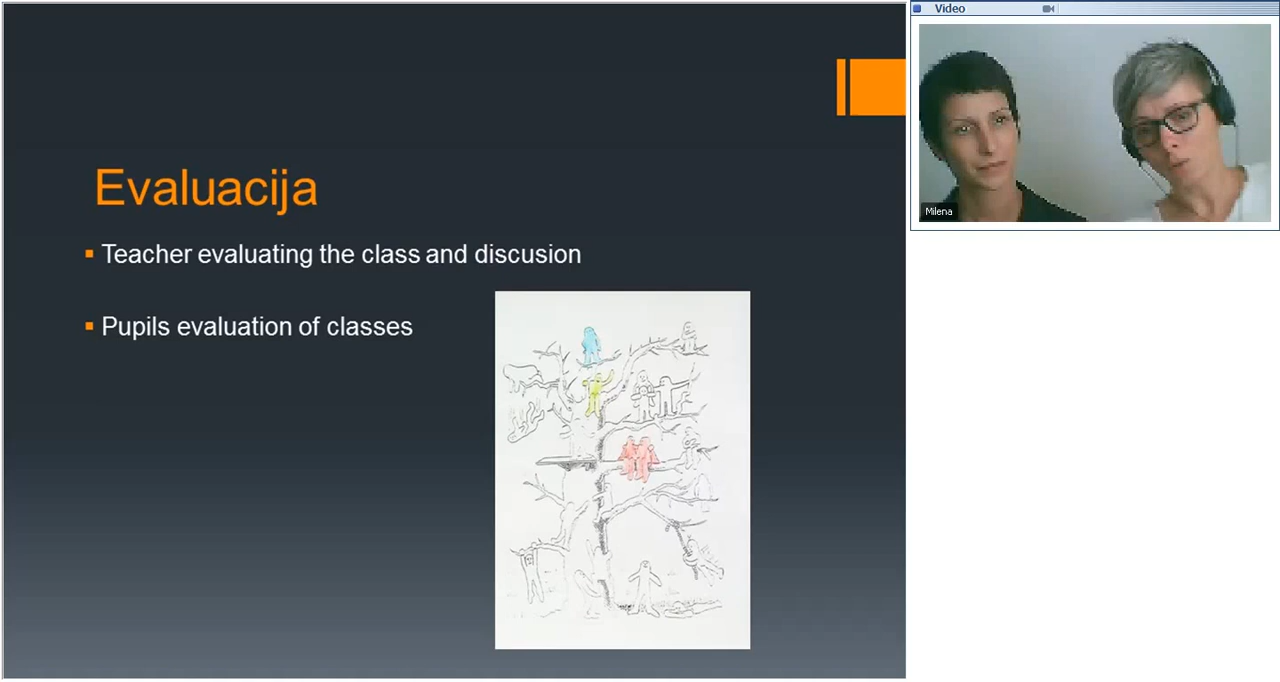 Video
Evaluacija
Teacher evaluating the class and discusion
Pupils evaluation of classes
Milena